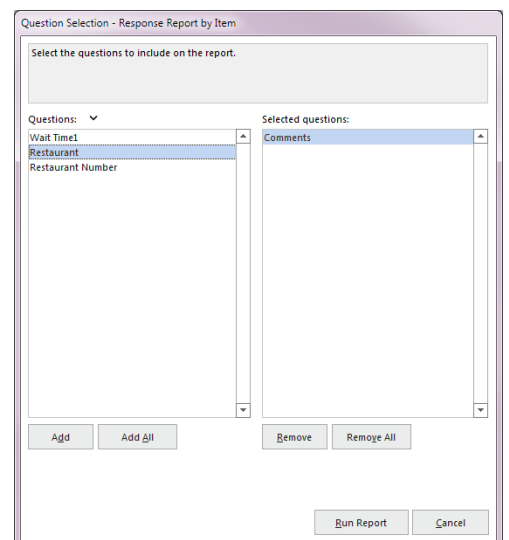 Question Selection - Response Report by Item
Select the questions to include on the report.
Questions:
Wait Time1
Restaurant
Restaurant Number
Selected questions:
Comments
Add
Add All
Remove
Remove All
Run Report
Cancel